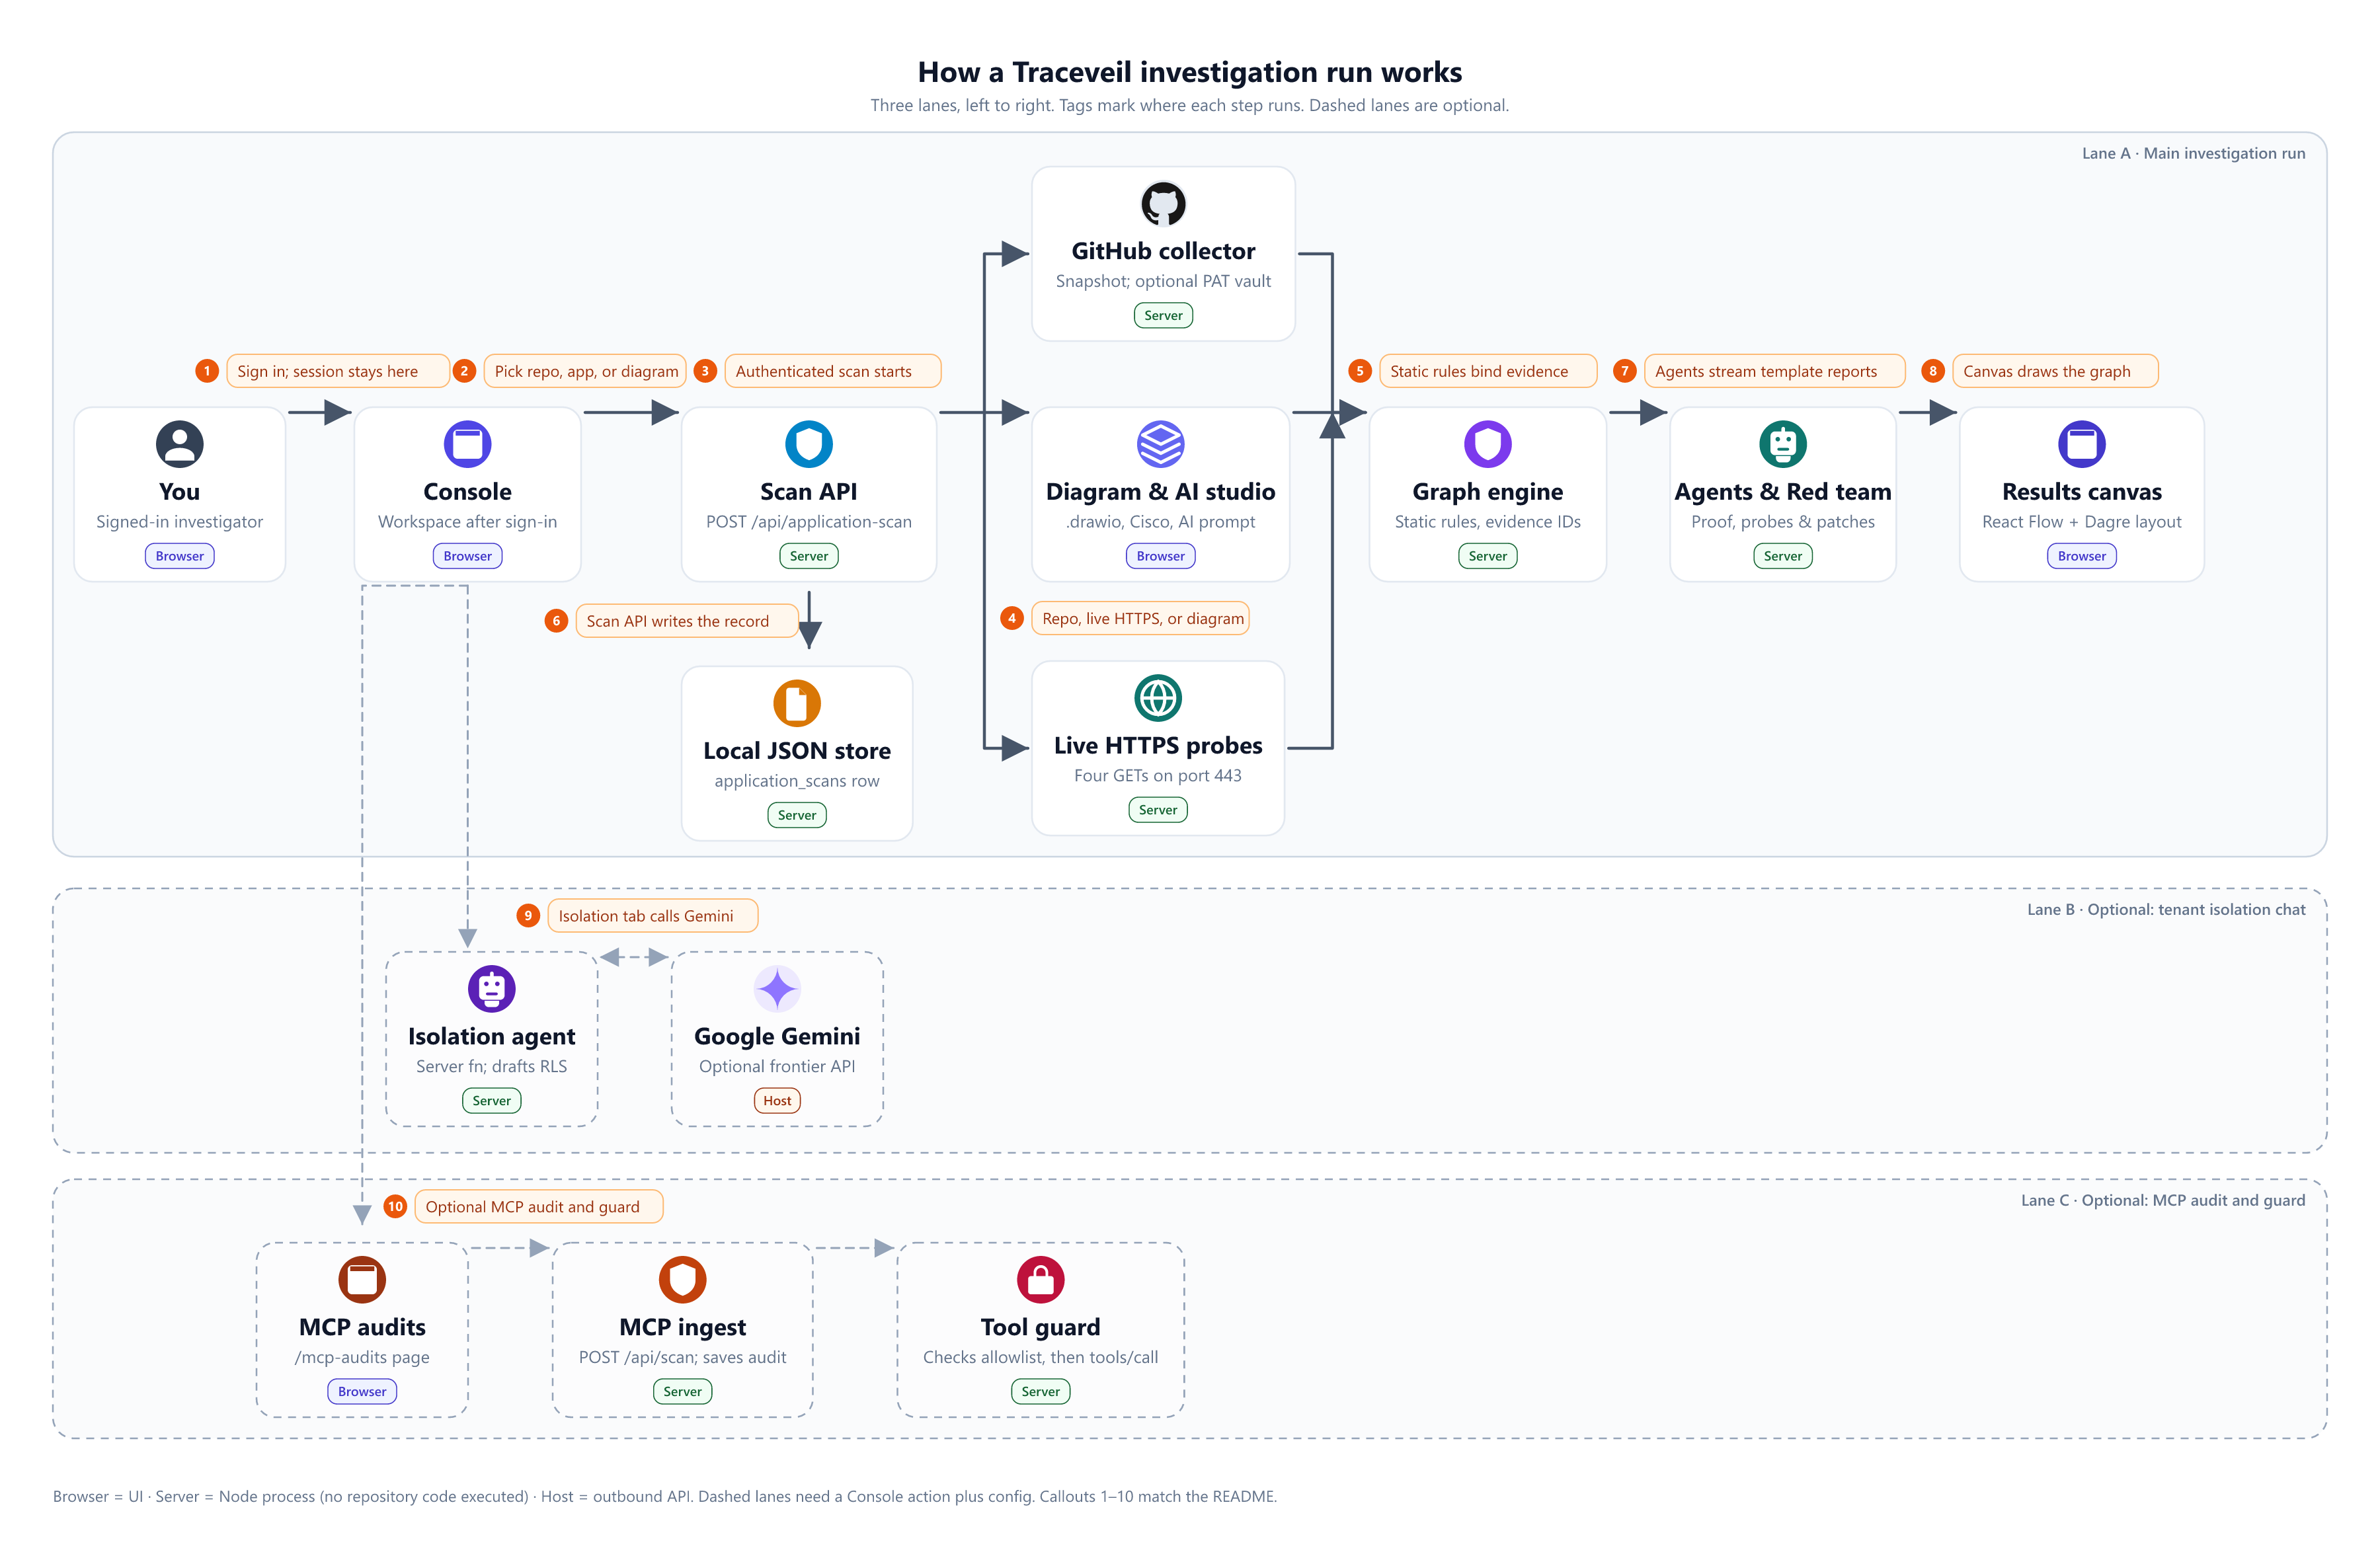 How a Traceveil investigation run works
Three lanes, left to right. Tags mark where each step runs. Dashed lanes are optional.
Lane A · Main investigation run
GitHub collector
Snapshot; optional PAT vault
Server
1 Sign in; session stays here
2 Pick repo, app, or diagram
3 Authenticated scan starts
5 Static rules bind evidence
7 Agents stream template reports
8 Canvas draws the graph
You
Signed-in investigator
Browser
Console
Workspace after sign-in
Browser
Scan API
POST /api/application-scan
Server
Diagram & AI studio
.drawio, Cisco, AI prompt
Browser
Graph engine
Static rules, evidence IDs
Server
Agents & Red team
Proof, probes & patches
Server
Results canvas
React Flow + Dagre layout
Browser
6 Scan API writes the record
4 Repo, live HTTPS, or diagram
Local JSON store
application_scans row
Server
Live HTTPS probes
Four GETs on port 443
Server
Lane B · Optional: tenant isolation chat
9 Isolation tab calls Gemini
Isolation agent
Server fn; drafts RLS
Server
Google Gemini
Optional frontier API
Host
Lane C · Optional: MCP audit and guard
10 Optional MCP audit and guard
MCP audits
/mcp-audits page
Browser
MCP ingest
POST /api/scan; saves audit
Server
Tool guard
Checks allowlist, then tools/call
Server
Browser = UI · Server = Node process (no repository code executed) · Host = outbound API. Dashed lanes need a Console action plus config. Callouts 1–10 match the README.